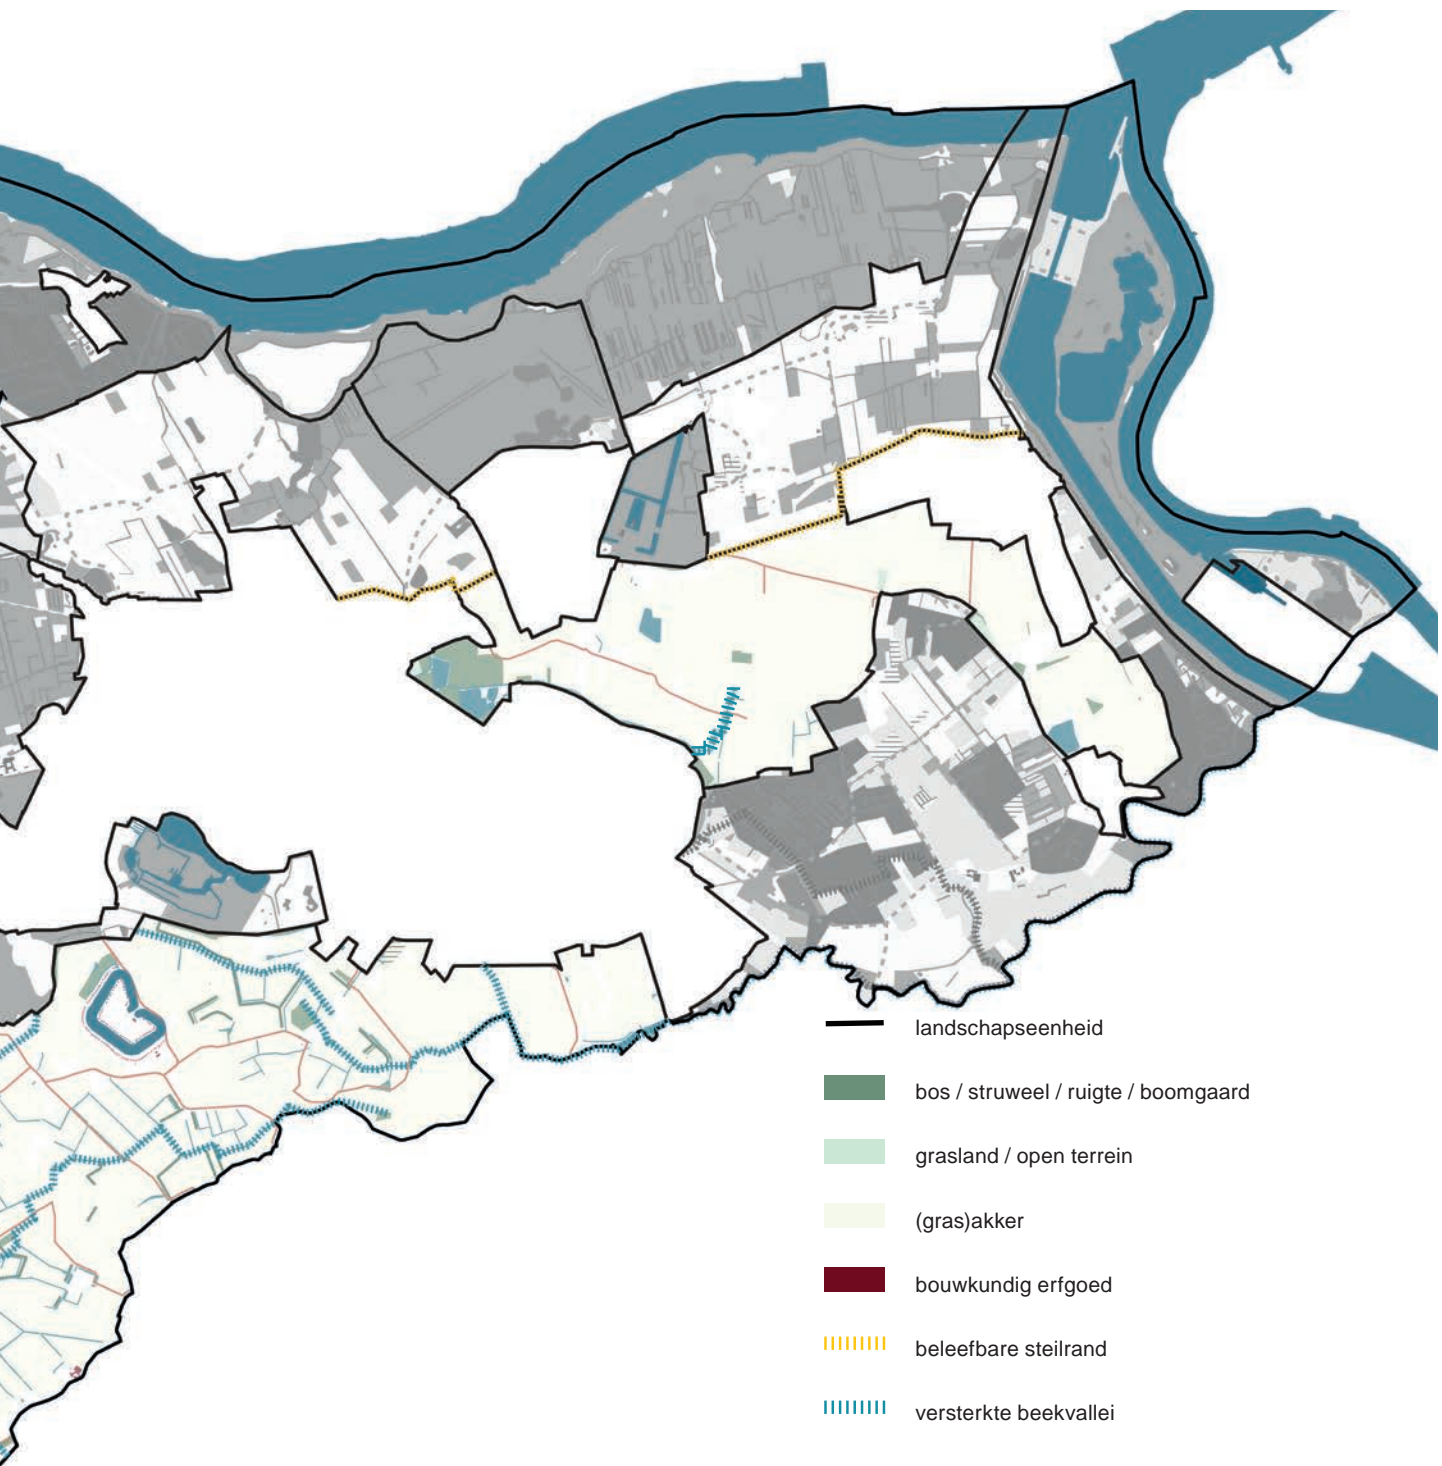 landschapseenheid
bos / struweel / ruigte / boomgaard
grasland / open terrein
(gras)akker
bouwkundig erfgoed
beleefbare steilrand
versterkte beekvallei